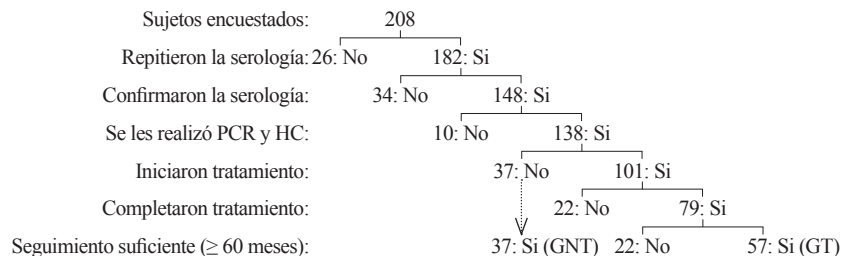 Sujetos encuestados: 208
Repitieron la serología: 26: No 182: Si
Confirmaron la serología: 34: No 148: Si
Se les realizó PCR y HC: 10: No 138: Si
Iniciaron tratamiento: 37: No 101: Si
Completaron tratamiento: 22: No 79: Si
Seguimiento suficiente (≥ 60 meses): 37: Si (GNT) 22: No 57: Si (GT)